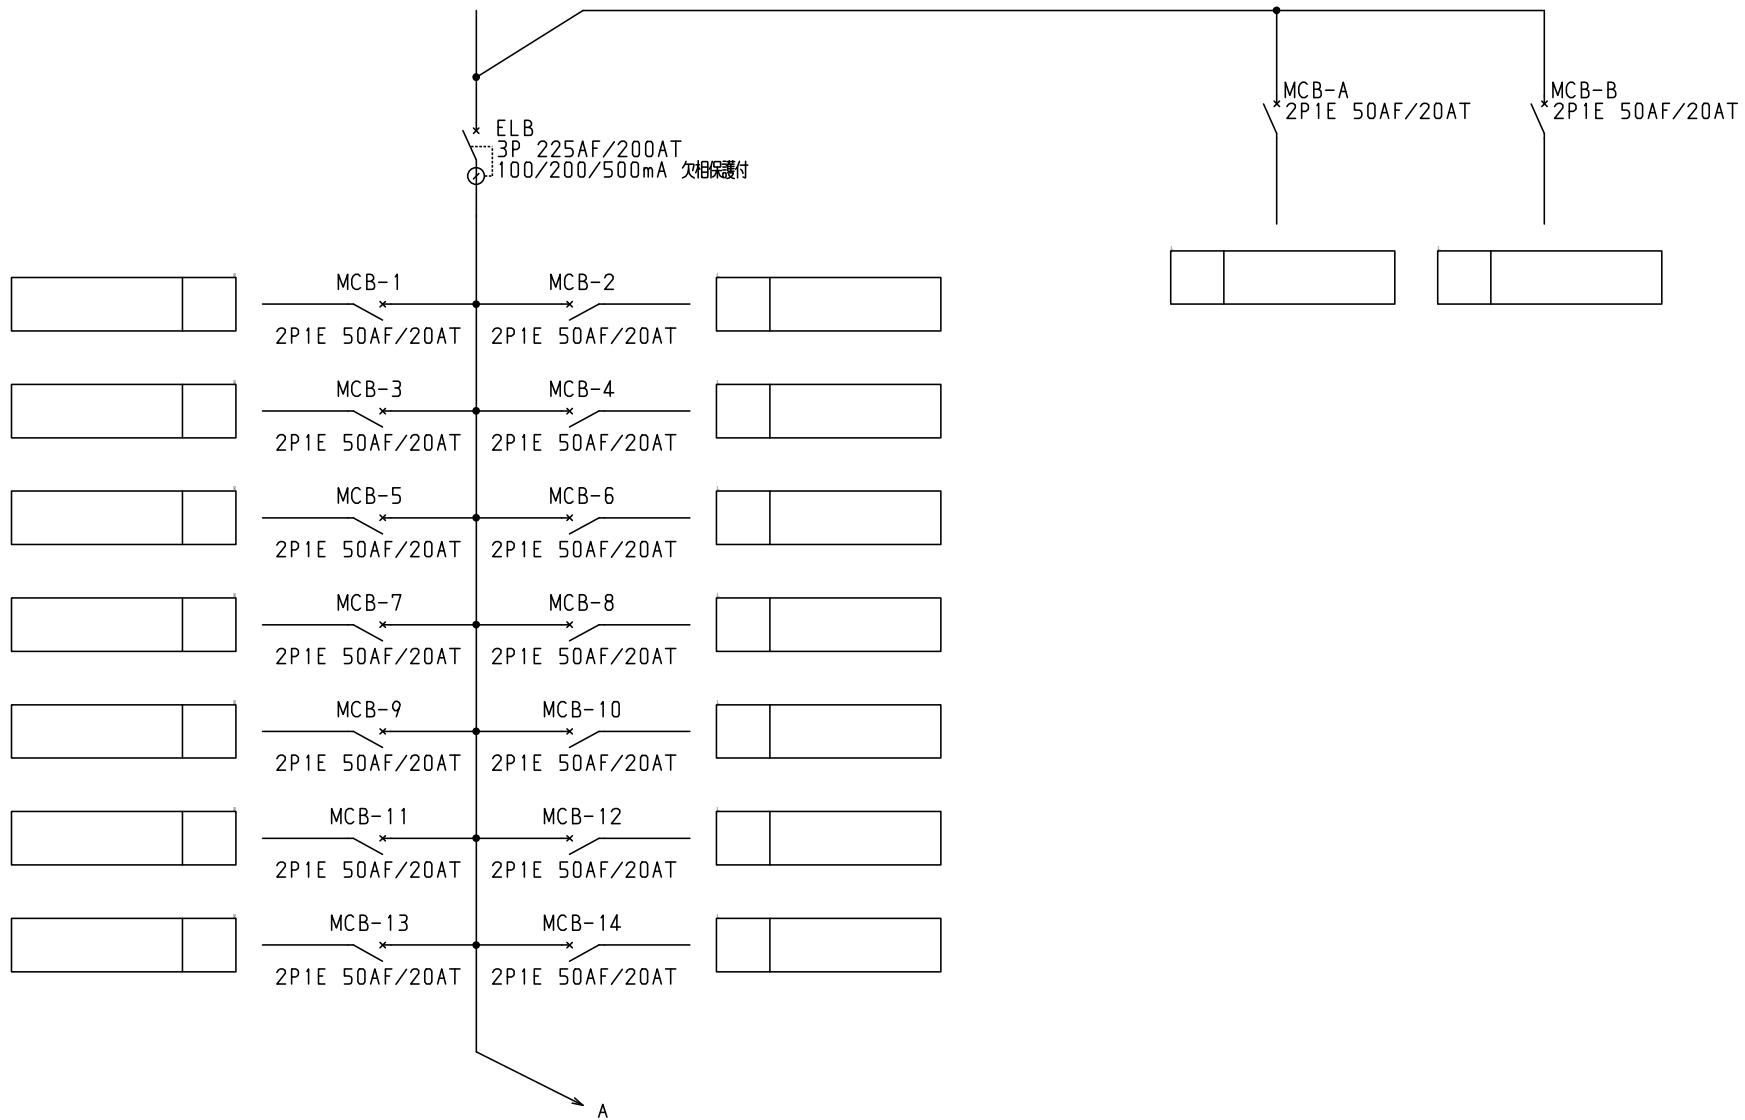 MCB-A
2P1E 50AF/20AT
MCB-B
2P1E 50AF/20AT
ELB
3P 225AF/200AT
100/200/500mA 欠相保護付
MCB-1
2P1E 50AF/20AT
MCB-2
2P1E 50AF/20AT
MCB-3
2P1E 50AF/20AT
MCB-4
2P1E 50AF/20AT
MCB-5
2P1E 50AF/20AT
MCB-6
2P1E 50AF/20AT
MCB-7
2P1E 50AF/20AT
MCB-8
2P1E 50AF/20AT
MCB-9
2P1E 50AF/20AT
MCB-10
2P1E 50AF/20AT
MCB-11
2P1E 50AF/20AT
MCB-12
2P1E 50AF/20AT
MCB-13
2P1E 50AF/20AT
MCB-14
2P1E 50AF/20AT
A